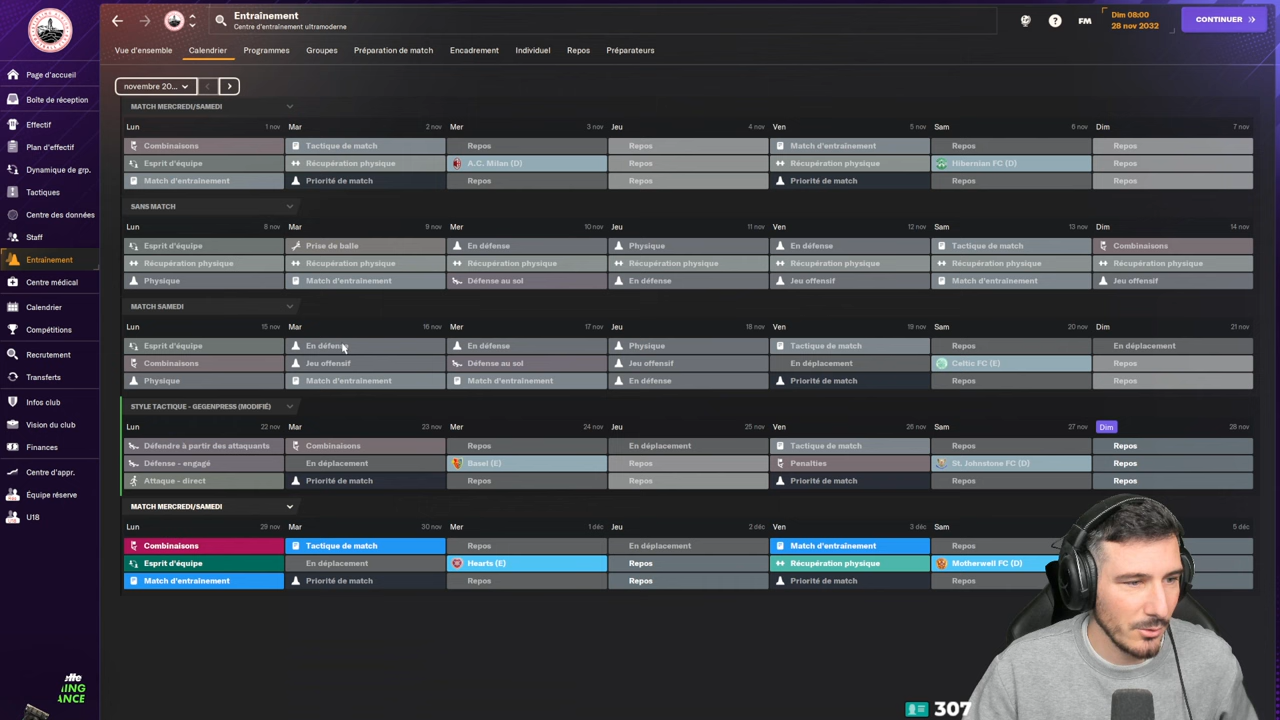 Entraînement
Centre d'entraînement ultramoderne
Dim 08:00
28 nov 2032
CONTINUER
FM
Vue d'ensemble Calendrier Programmes Groupes Préparation de match Encadrement Individuel Repos Préparateurs
Page d'accueil
Boîte de réception
Effectif
Plan d'effectif
Dynamique de grp.
Tactiques
Centre des données
Staff
Entraînement
Centre médical
Calendrier
Compétitions
Recrutement
Transferts
Infos club
Vision du club
Finances
Centre d'appr.
Équipe réserve
U18
novembre 20...
MATCH MERCREDI/SAMEDI
Lun 1 nov Mar 2 nov Mer 3 nov Jeu 4 nov Ven 5 nov Sam 6 nov Dim 7 nov
Combinaisons Tactique de match Repos Repos Match d'entraînement Repos Repos
Esprit d'équipe Récupération physique A.C. Milan (D) Repos Récupération physique Hibernian FC (D) Repos
Match d'entraînement Priorité de match Repos Repos Priorité de match Repos Repos
SANS MATCH
Lun 8 nov Mar 9 nov Mer 10 nov Jeu 11 nov Ven 12 nov Sam 13 nov Dim 14 nov
Esprit d'équipe Prise de balle En défense Physique En défense Tactique de match Combinaisons
Récupération physique Récupération physique Récupération physique Récupération physique Récupération physique Récupération physique Récupération physique
Physique Match d'entraînement Défense au sol En défense Jeu offensif Match d'entraînement Jeu offensif
MATCH SAMEDI
Lun 15 nov Mar 16 nov Mer 17 nov Jeu 18 nov Ven 19 nov Sam 20 nov Dim 21 nov
Esprit d'équipe En défense En défense Physique Tactique de match Repos En déplacement
Combinaisons Jeu offensif Défense au sol Jeu offensif En déplacement Celtic FC (E) Repos
Physique Match d'entraînement Match d'entraînement En défense Priorité de match Repos Repos
STYLE TACTIQUE - GEGENPRESS (MODIFIÉ)
Lun 22 nov Mar 23 nov Mer 24 nov Jeu 25 nov Ven 26 nov Sam 27 nov Dim 28 nov
Défendre à partir des attaquants Combinaisons Repos En déplacement Tactique de match Repos Repos
Défense - engagé En déplacement Basel (E) Repos Penalties St. Johnstone FC (D) Repos
Attaque - direct Priorité de match Repos Repos Priorité de match Repos Repos
MATCH MERCREDI/SAMEDI
Lun 29 nov Mar 30 nov Mer 1 déc Jeu 2 déc Ven 3 déc Sam 5 déc
Combinaisons Tactique de match Repos En déplacement Match d'entraînement Repos
Esprit d'équipe En déplacement Hearts (E) Repos Récupération physique Motherwell FC (D)
Match d'entraînement Priorité de match Repos Repos Priorité de match Repos
307